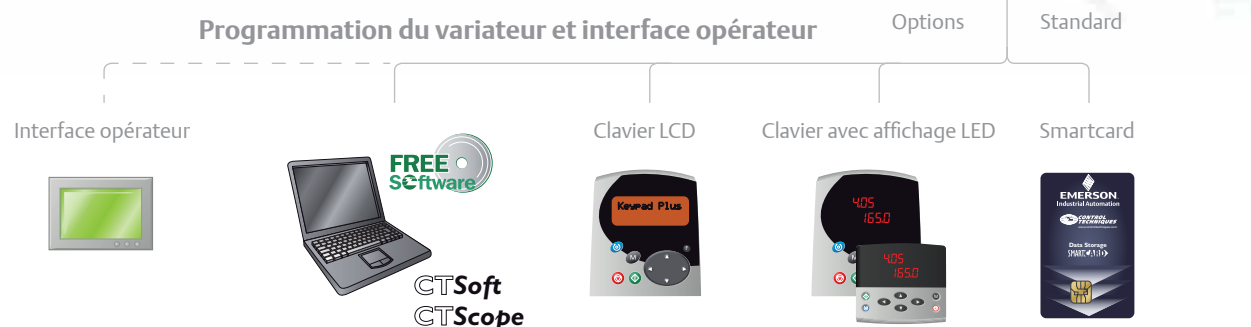 Programmation du variateur et interface opérateur
Options
Standard
Interface opérateur
Clavier LCD
Clavier avec affichage LED
Smartcard
FREE
Software
CTSoft
CTScope
Keypad Plus
M
4.05
165.0
4.05
165.0
M
EMERSON
Industrial Automation
CONTROL
TECHNIQUES
Data Storage
SMARTCARD